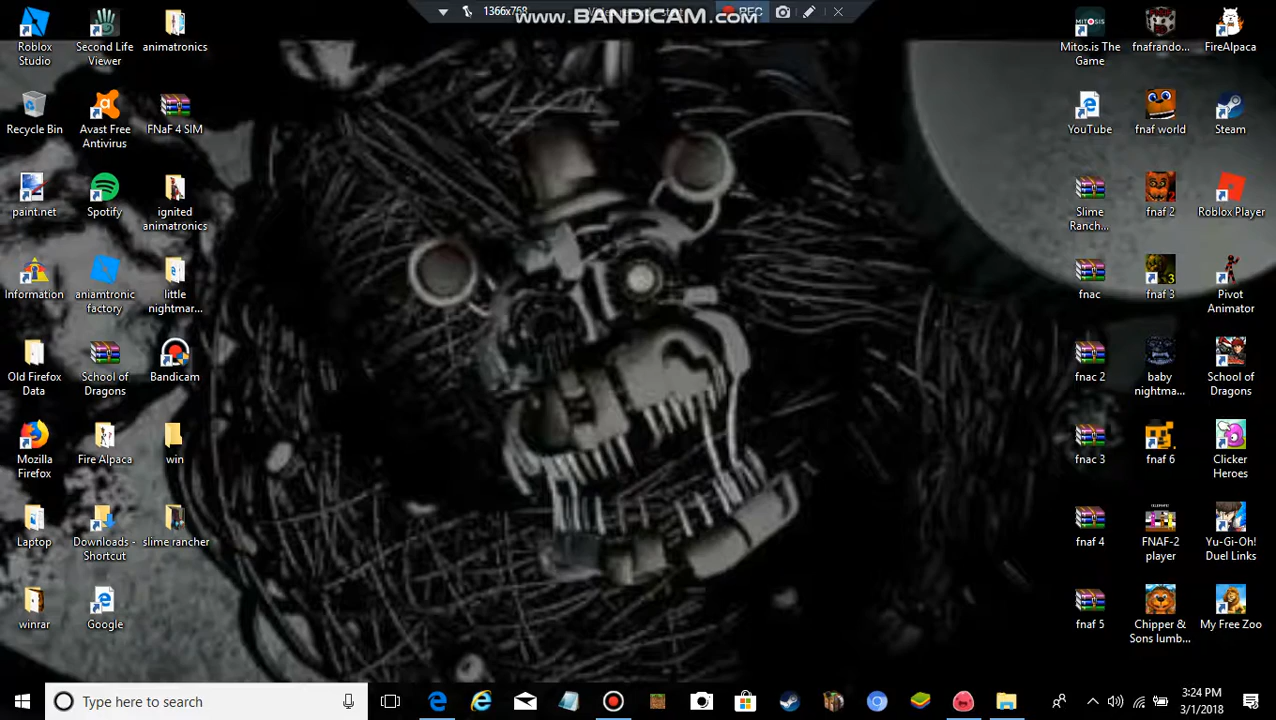 1366x768
www.BANDICAM.com
REC
Roblox Studio
Second Life Viewer
animatronics
Mitos.is The Game
fnafrando...
FireAlpaca
Recycle Bin
Avast Free Antivirus
FNaF 4 SIM
YouTube
fnaf world
Steam
paint.net
Spotify
ignited animatronics
Slime Ranch...
fnaf 2
Roblox Player
Information
aniamtronic factory
little nightmar...
fnac
fnaf 3
Pivot Animator
Old Firefox Data
School of Dragons
Bandicam
fnac 2
baby nightma...
School of Dragons
Mozilla Firefox
Fire Alpaca
win
fnac 3
fnaf 6
Clicker Heroes
Laptop
Downloads - Shortcut
slime rancher
fnaf 4
FNAF-2 player
Yu-Gi-Oh! Duel Links
winrar
Google
fnaf 5
Chipper & Sons lumb...
My Free Zoo
Type here to search
:24 PM
3/1/2018